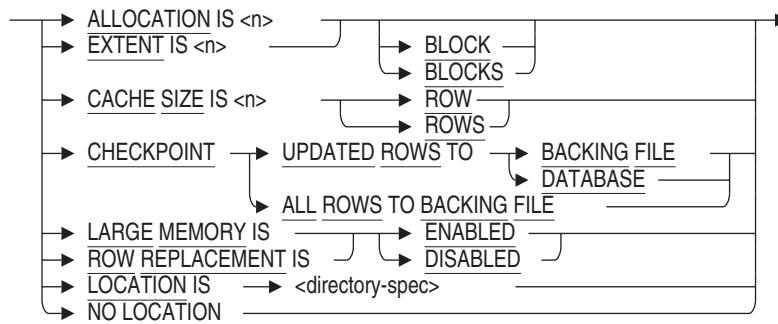 ALLOCATION IS <n>
EXTENT IS <n> BLOCK
BLOCKS
CACHE SIZE IS <n> ROW
ROWS
CHECKPOINT UPDATED ROWS TO BACKING FILE
DATABASE
ALL ROWS TO BACKING FILE
LARGE MEMORY IS ENABLED
ROW REPLACEMENT IS DISABLED
LOCATION IS <directory-spec>
NO LOCATION